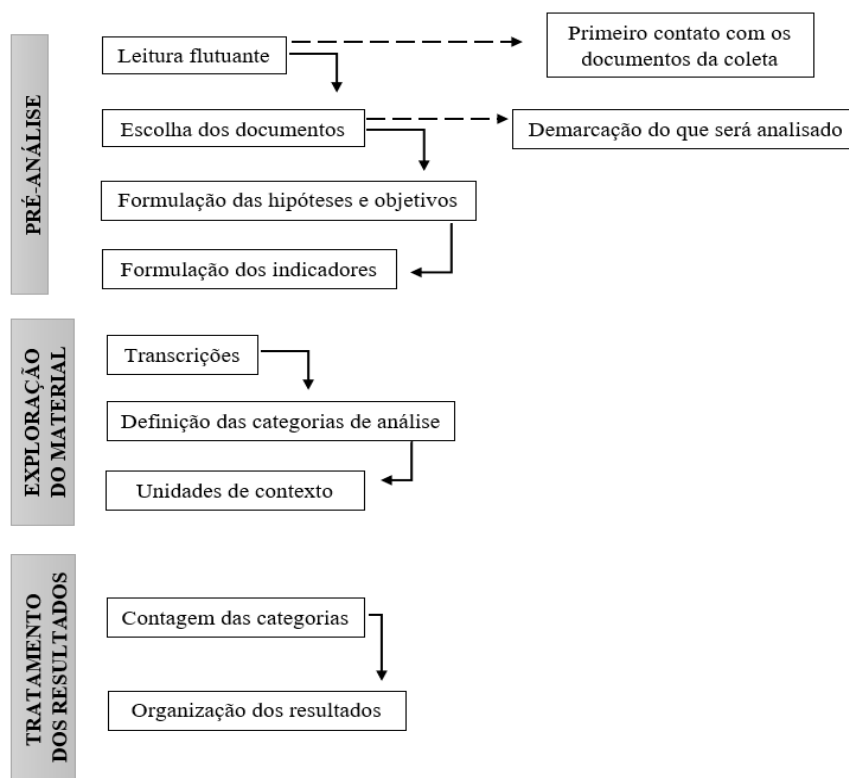 PRÉ-ANÁLISE
Leitura flutuante
Primeiro contato com os
documentos da coleta
Escolha dos documentos
Demarcação do que será analisado
Formulação das hipóteses e objetivos
Formulação dos indicadores
EXPLORAÇÃO
DO MATERIAL
Transcrições
Definição das categorias de análise
Unidades de contexto
TRATAMENTO
DOS RESULTADOS
Contagem das categorias
Organização dos resultados